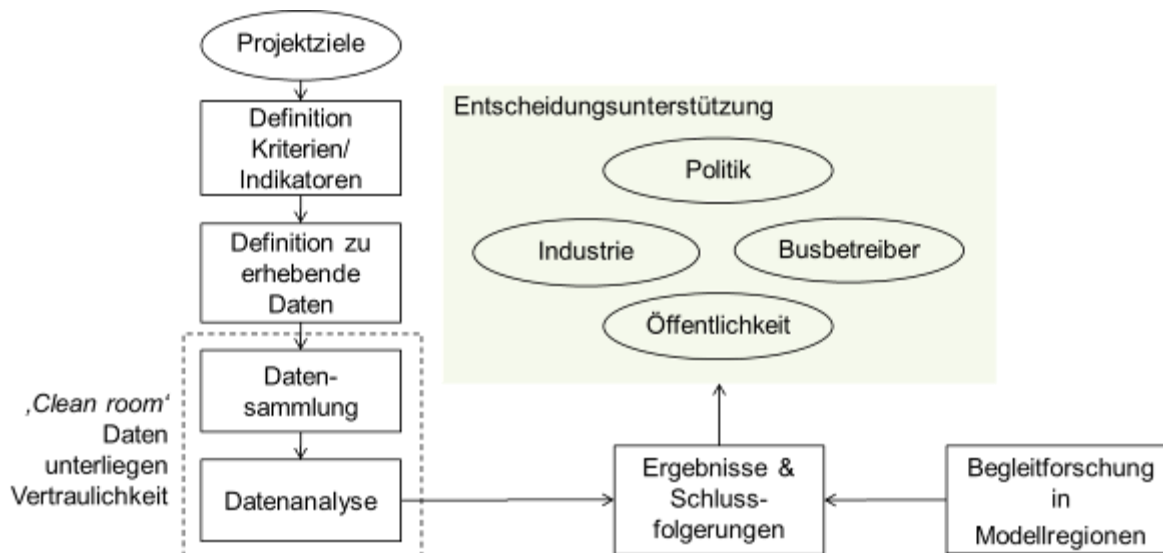 Projektziele
Definition
Kriterien/
Indikatoren
Definition zu
erhebende
Daten
Daten-
sammlung
Datenanalyse
‚Clean room‘
Daten
unterliegen
Vertraulichkeit
Entscheidungsunterstützung
Politik
Industrie
Busbetreiber
Öffentlichkeit
Ergebnisse &
Schluss-
folgerungen
Begleitforschung
in
Modellregionen